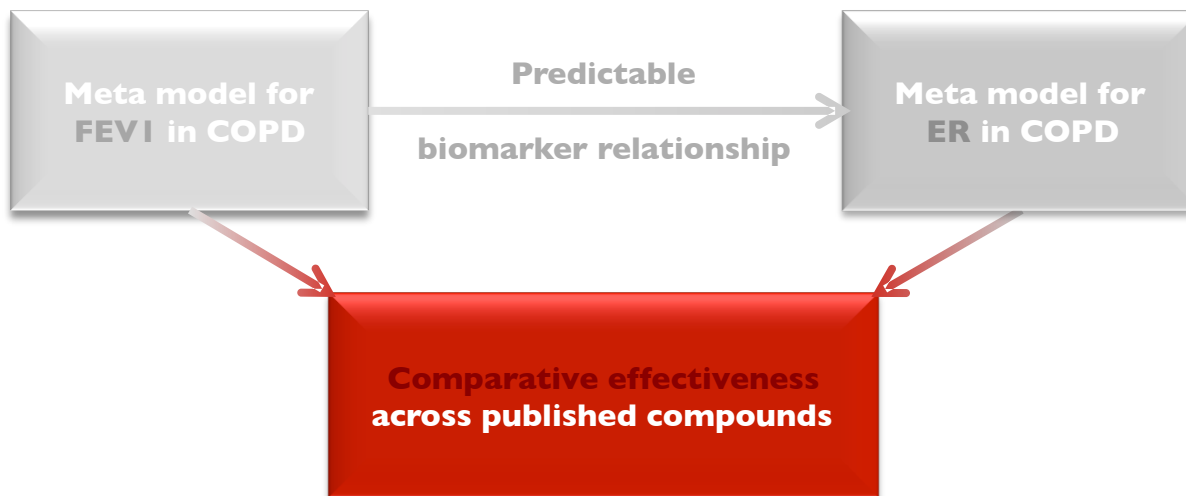 Meta model for
FEV1 in COPD
Predictable
biomarker relationship
Meta model for
ER in COPD
Comparative effectiveness
across published compounds